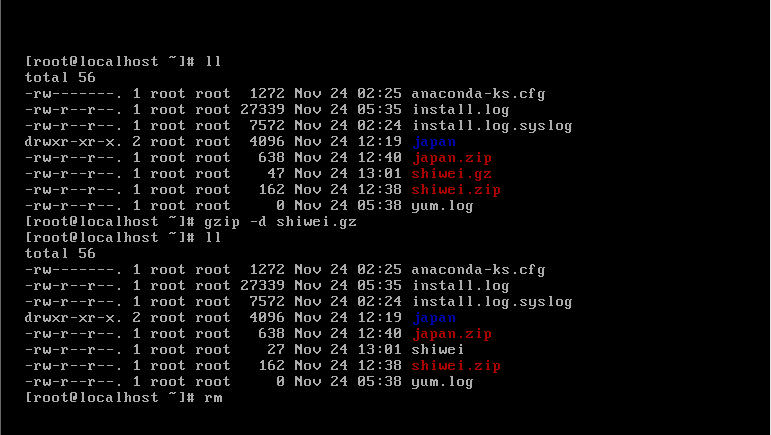 [root@localhost ~]# ll
total 56
-rw-------. 1 root root  1272 Nov 24 02:25 anaconda-ks.cfg
-rw-r--r--. 1 root root 27339 Nov 24 05:35 install.log
-rw-r--r--. 1 root root  7572 Nov 24 02:24 install.log.syslog
drwxr-xr-x. 2 root root  4096 Nov 24 12:19 japan
-rw-r--r--. 1 root root   638 Nov 24 12:40 japan.zip
-rw-r--r--. 1 root root    47 Nov 24 13:01 shiwei.gz
-rw-r--r--. 1 root root   162 Nov 24 12:38 shiwei.zip
-rw-r--r--. 1 root root     0 Nov 24 05:38 yum.log
[root@localhost ~]# gzip -d shiwei.gz
[root@localhost ~]# ll
total 56
-rw-------. 1 root root  1272 Nov 24 02:25 anaconda-ks.cfg
-rw-r--r--. 1 root root 27339 Nov 24 05:35 install.log
-rw-r--r--. 1 root root  7572 Nov 24 02:24 install.log.syslog
drwxr-xr-x. 2 root root  4096 Nov 24 12:19 japan
-rw-r--r--. 1 root root   638 Nov 24 12:40 japan.zip
-rw-r--r--. 1 root root    27 Nov 24 13:01 shiwei
-rw-r--r--. 1 root root   162 Nov 24 12:38 shiwei.zip
-rw-r--r--. 1 root root     0 Nov 24 05:38 yum.log
[root@localhost ~]# rm